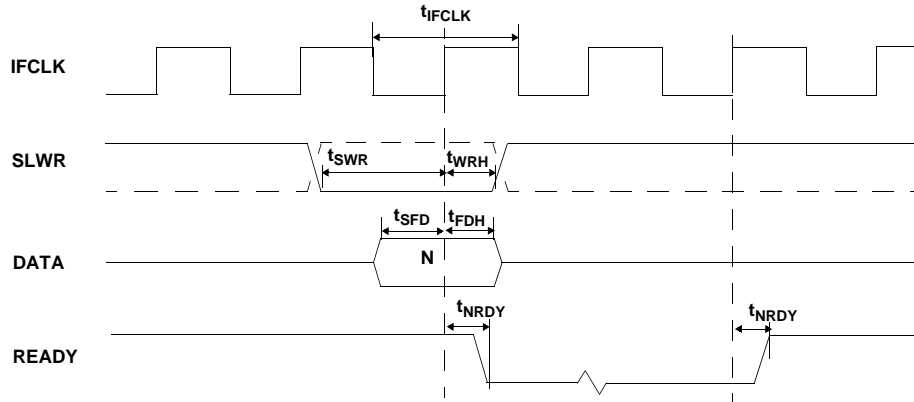 tIFCLK
IFCLK
SLWR
tSWR
tWRH
tSFD
tFDH
DATA
N
tNRDY
tNRDY
READY